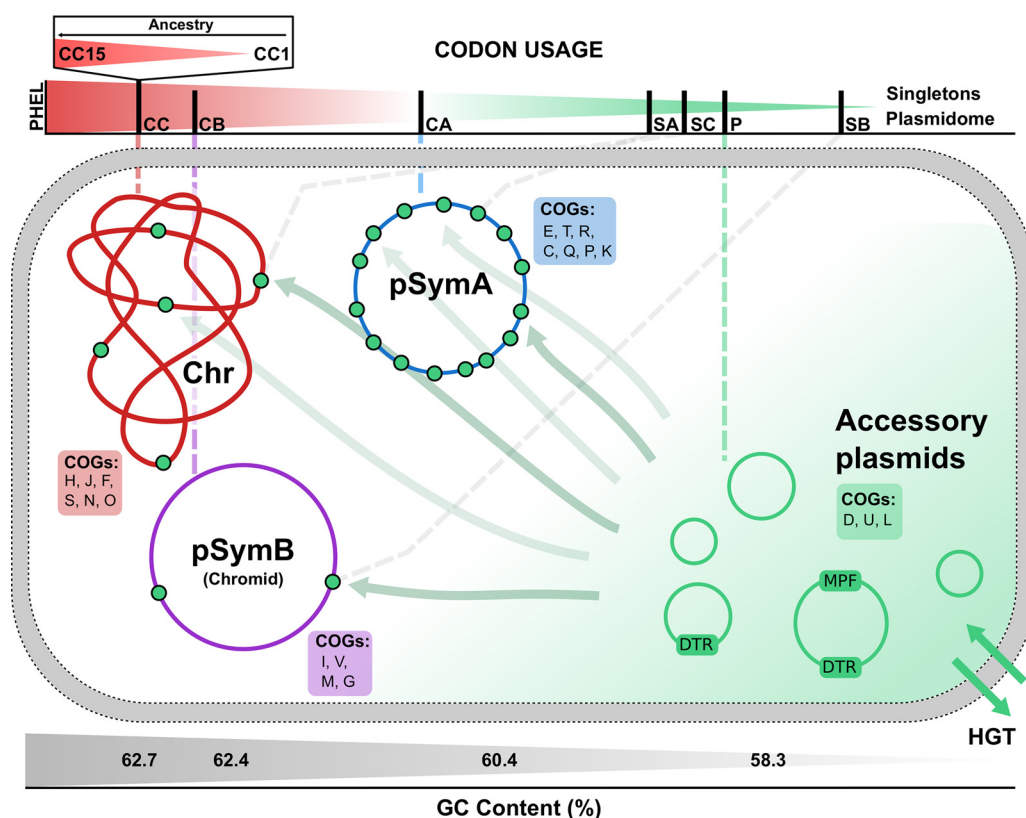 Ancestry
CC15 CC1
CODON USAGE
PHEL
CC
CB
CA
SA
SC
P
SB
Singletons
Plasmidome
COGs:
E, T, R,
C, Q, P, K
pSymA
Chr
COGs:
H, J, F,
S, N, O
Accessory
plasmids
COGs:
D, U, L
pSymB
(Chromid)
COGs:
I, V,
M, G
MPF
DTR
DTR
HGT
62.7 62.4 60.4 58.3
GC Content (%)